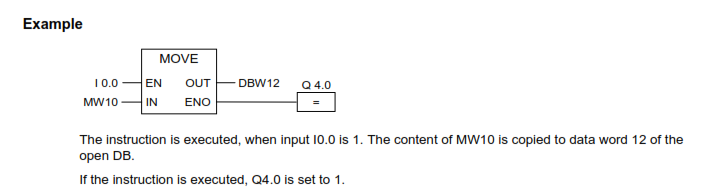 Example
MOVE
I 0.0 EN OUT DBW12 Q 4.0
MW10 IN ENO =
The instruction is executed, when input I0.0 is 1. The content of MW10 is copied to data word 12 of the
open DB.
If the instruction is executed, Q4.0 is set to 1.